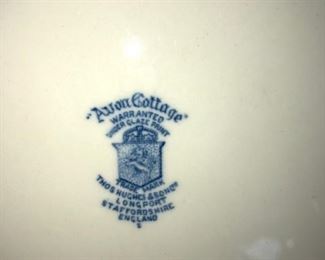 "Avon Cottage"
WARRANTED
UNDER GLAZE PRINT
TRADE MARK
THOS HUGHES & SON LTD
LONGPORT
STAFFORDSHIRE
ENGLAND